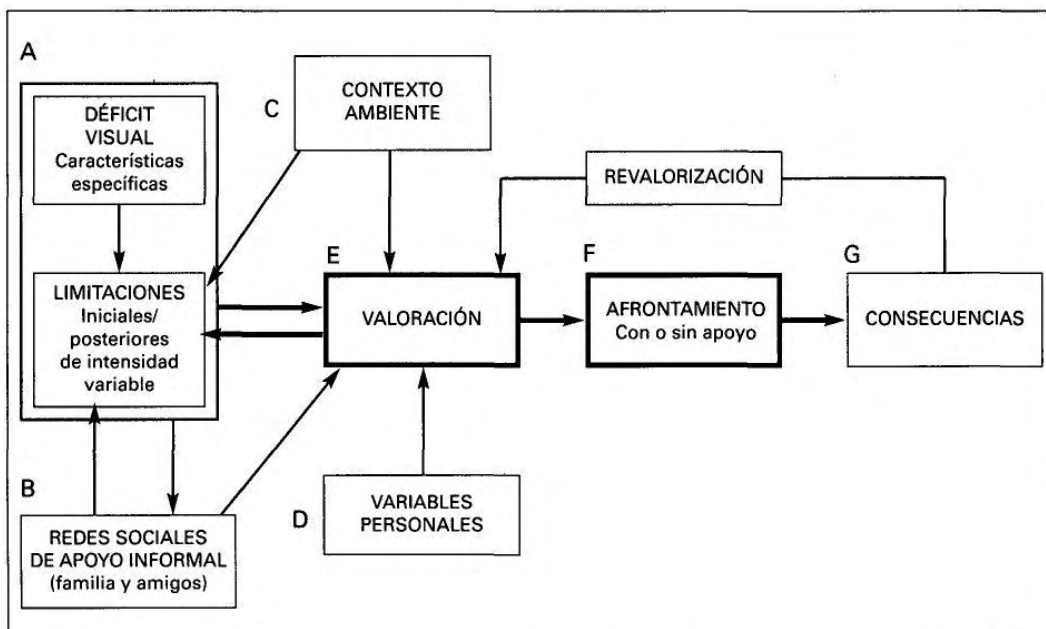 A
DÉFICIT
VISUAL
Características
específicas
LIMITACIONES
Iniciales/
posteriores
de intensidad
variable
B
REDES SOCIALES
DE APOYO INFORMAL
(familia y amigos)
C
CONTEXTO
AMBIENTE
D
VARIABLES
PERSONALES
E
VALORACIÓN
REVALORIZACIÓN
F
AFRONTAMIENTO
Con o sin apoyo
G
CONSECUENCIAS